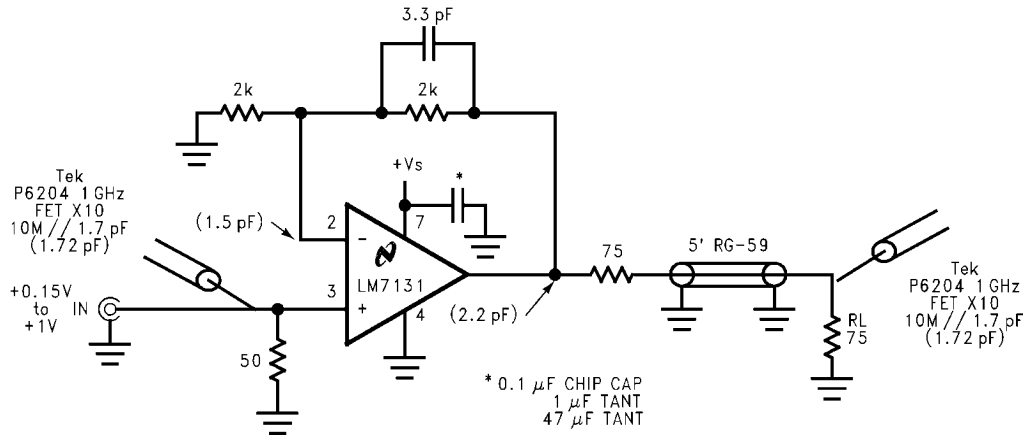 3.3 pF
2k
2k
+Vs
*
Tek
P6204 1 GHz
FET X10
10M // 1.7 pF
(1.72 pF)
(1.5 pF)
2
7
-
LM7131
3
+
4
+0.15V
to
+1V
IN
50
(2.2 pF)
75
5' RG-59
Tek
P6204 1 GHz
FET X10
10M // 1.7 pF
(1.72 pF)
RL
75
* 0.1 µF CHIP CAP
1 µF TANT
47 µF TANT